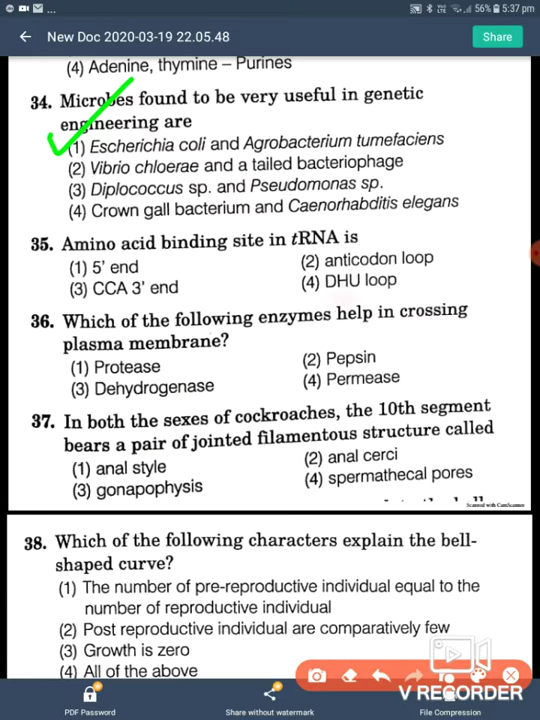 ... 56% 5:37 pm
New Doc 2020-03-19 22.05.48
Share
(4) Adenine, thymine – Purines
34. Microbes found to be very useful in genetic
engineering are
(1) Escherichia coli and Agrobacterium tumefaciens
(2) Vibrio chloerae and a tailed bacteriophage
(3) Diplococcus sp. and Pseudomonas sp.
(4) Crown gall bacterium and Caenorhabditis elegans
35. Amino acid binding site in tRNA is
(1) 5' end (2) anticodon loop
(3) CCA 3' end (4) DHU loop
36. Which of the following enzymes help in crossing
plasma membrane?
(1) Protease (2) Pepsin
(3) Dehydrogenase (4) Permease
37. In both the sexes of cockroaches, the 10th segment
bears a pair of jointed filamentous structure called
(1) anal style (2) anal cerci
(3) gonapophysis (4) spermathecal pores
Scanned with CamScanner
38. Which of the following characters explain the bell-
shaped curve?
(1) The number of pre-reproductive individual equal to the
number of reproductive individual
(2) Post reproductive individual are comparatively few
(3) Growth is zero
(4) All of the above
V RECORDER
PDF Password Share without watermark File Compression